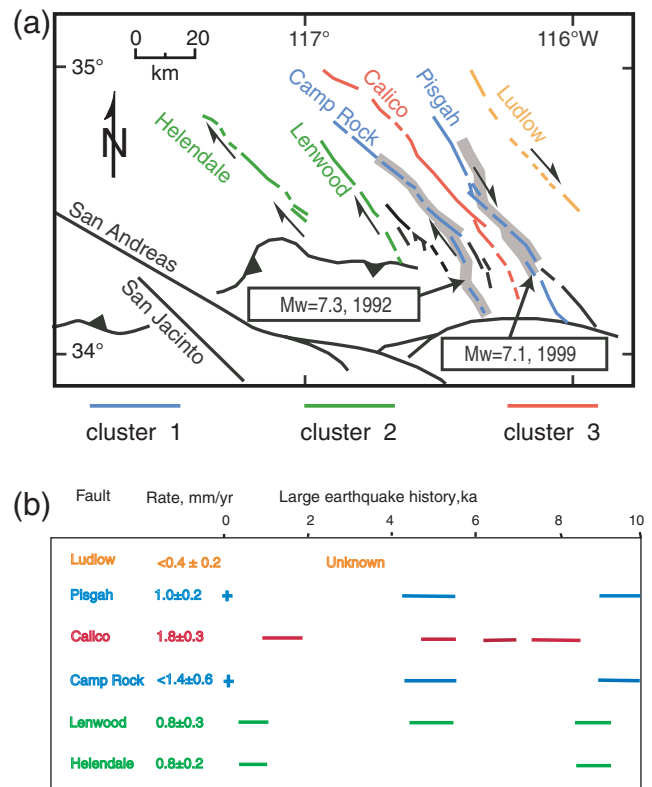 (a)
0 20
km
117°
116°W
35°
N
Helendale
Lenwood
Camp Rock
Calico
Pisgah
Ludlow
San Andreas
San Jacinto
Mw=7.3, 1992
Mw=7.1, 1999
34°
cluster 1
cluster 2
cluster 3
(b)
Fault Rate, mm/yr Large earthquake history,ka
0 2 4 6 8 10
Ludlow <0.4 ± 0.2 Unknown
Pisgah 1.0±0.2 +
Calico 1.8±0.3
Camp Rock <1.4±0.6 +
Lenwood 0.8±0.3
Helendale 0.8±0.2